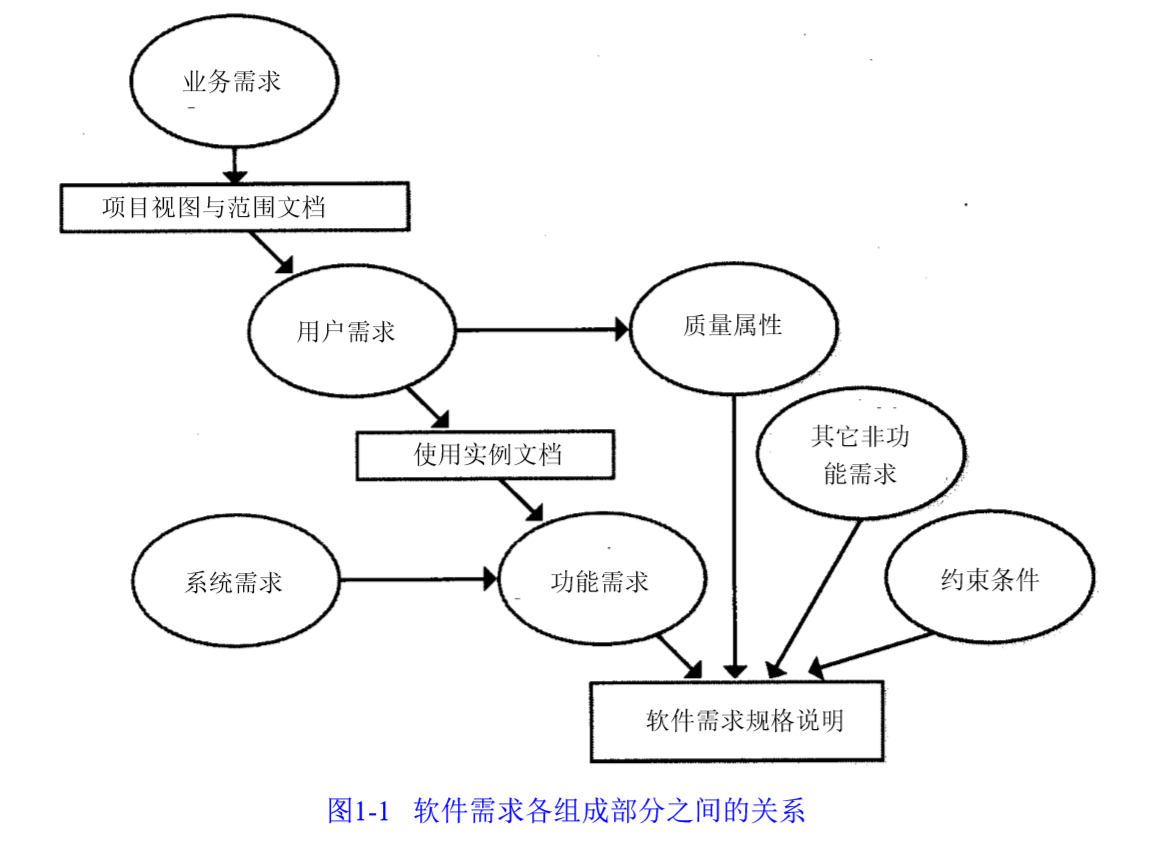 业务需求
项目视图与范围文档
用户需求
质量属性
其它非功
能需求
使用实例文档
系统需求
功能需求
约束条件
软件需求规格说明
图1-1 软件需求各组成部分之间的关系